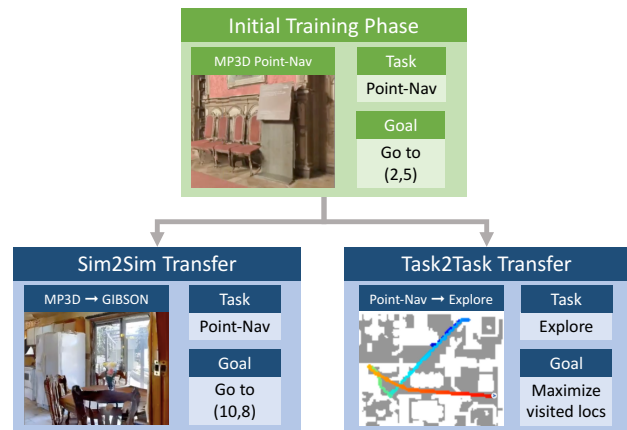 Initial Training Phase
MP3D Point-Nav
Task
Point-Nav
Goal
Go to
(2,5)
Sim2Sim Transfer
MP3D → GIBSON
Task
Point-Nav
Goal
Go to
(10,8)
Task2Task Transfer
Point-Nav → Explore
Task
Explore
Goal
Maximize
visited locs